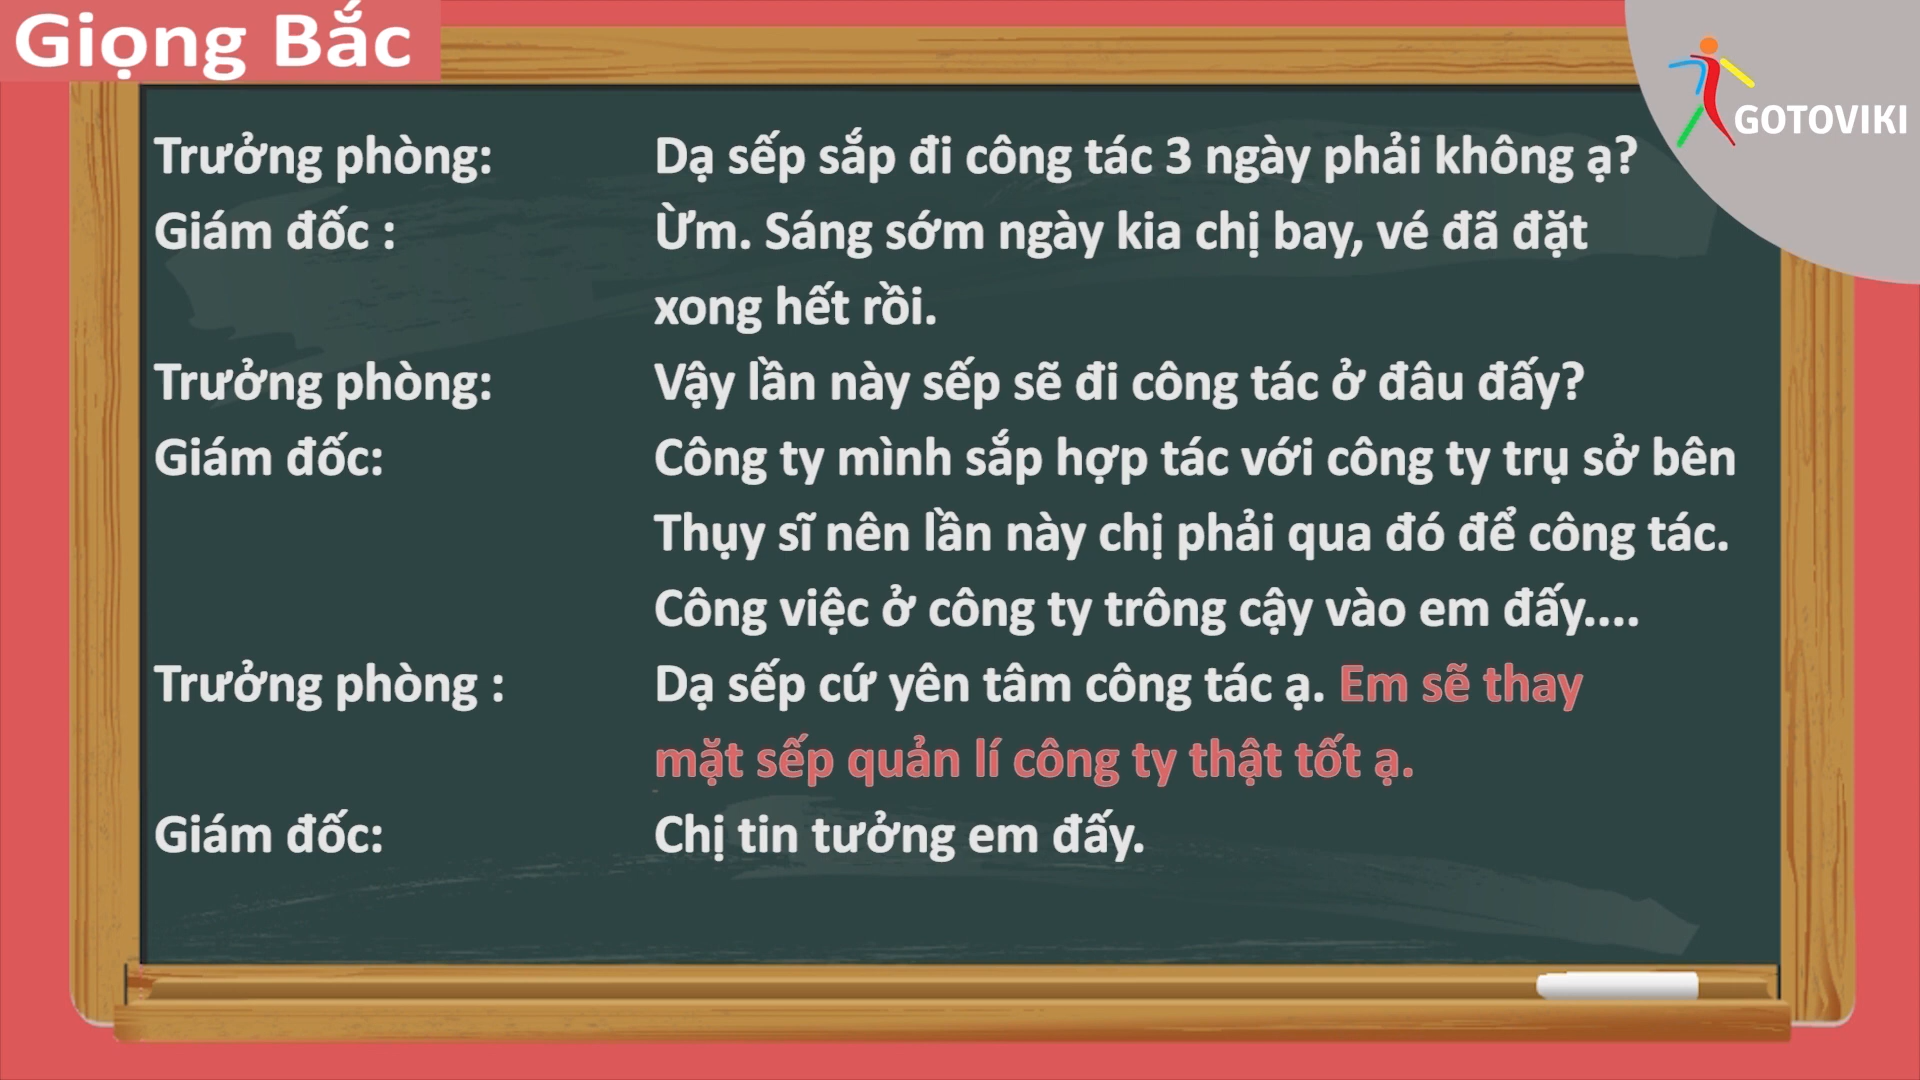 Giọng Bắc
GOTOVIKI
Trưởng phòng: Dạ sếp sắp đi công tác 3 ngày phải không ạ?
Giám đốc : Ừm. Sáng sớm ngày kia chị bay, vé đã đặt
xong hết rồi.
Trưởng phòng: Vậy lần này sếp sẽ đi công tác ở đâu đấy?
Giám đốc: Công ty mình sắp hợp tác với công ty trụ sở bên
Thụy sĩ nên lần này chị phải qua đó để công tác.
Công việc ở công ty trông cậy vào em đấy....
Trưởng phòng : Dạ sếp cứ yên tâm công tác ạ. Em sẽ thay
mặt sếp quản lí công ty thật tốt ạ.
Giám đốc: Chị tin tưởng em đấy.